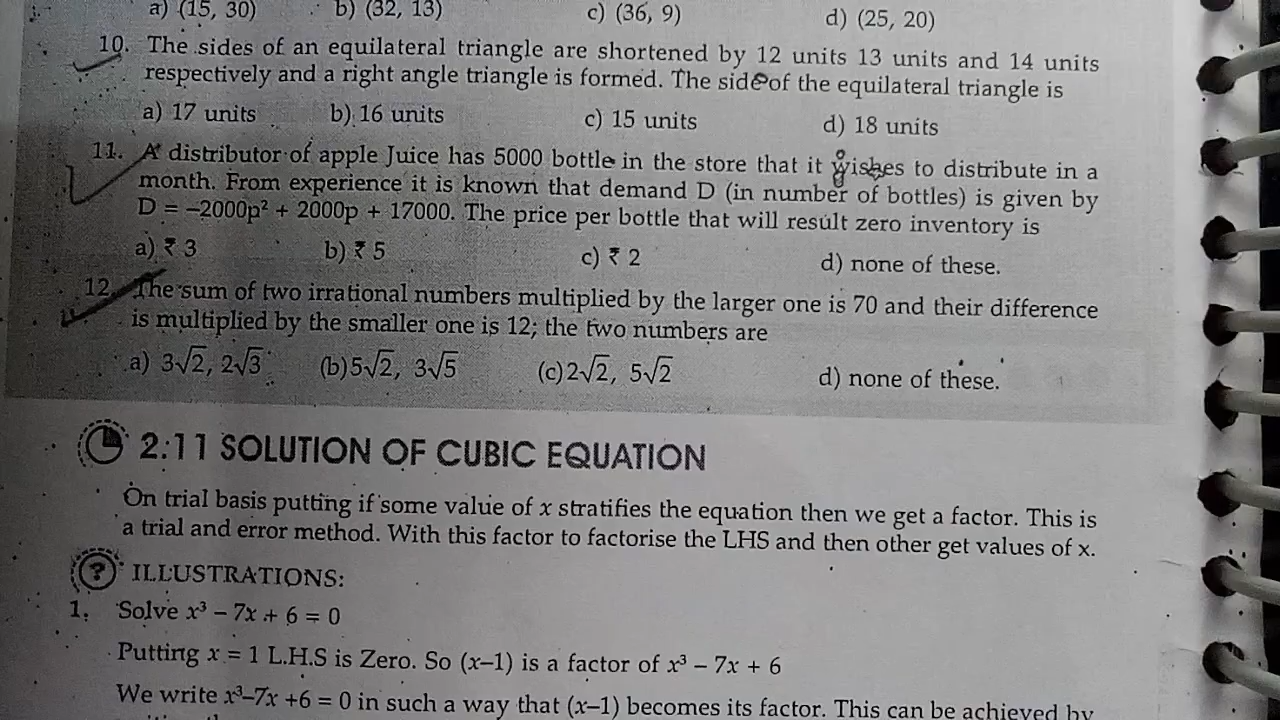 a) (15, 30) b) (32, 13) c) (36, 9) d) (25, 20)
10. The sides of an equilateral triangle are shortened by 12 units 13 units and 14 units
respectively and a right angle triangle is formed. The side of the equilateral triangle is
a) 17 units b) 16 units c) 15 units d) 18 units
11. A distributor of apple Juice has 5000 bottle in the store that it wishes to distribute in a
month. From experience it is known that demand D (in number of bottles) is given by
D = –2000p² + 2000p + 17000. The price per bottle that will result zero inventory is
a) ₹ 3 b) ₹ 5 c) ₹ 2 d) none of these.
12. The sum of two irrational numbers multiplied by the larger one is 70 and their difference
is multiplied by the smaller one is 12; the two numbers are
a) 3√2, 2√3 (b) 5√2, 3√5 (c) 2√2, 5√2 d) none of these.
2:11 SOLUTION OF CUBIC EQUATION
On trial basis putting if some value of x stratifies the equation then we get a factor. This is
a trial and error method. With this factor to factorise the LHS and then other get values of x.
? ILLUSTRATIONS:
1. Solve x³ – 7x + 6 = 0
Putting x = 1 L.H.S is Zero. So (x–1) is a factor of x³ – 7x + 6
We write x³–7x +6 = 0 in such a way that (x–1) becomes its factor. This can be achieved by